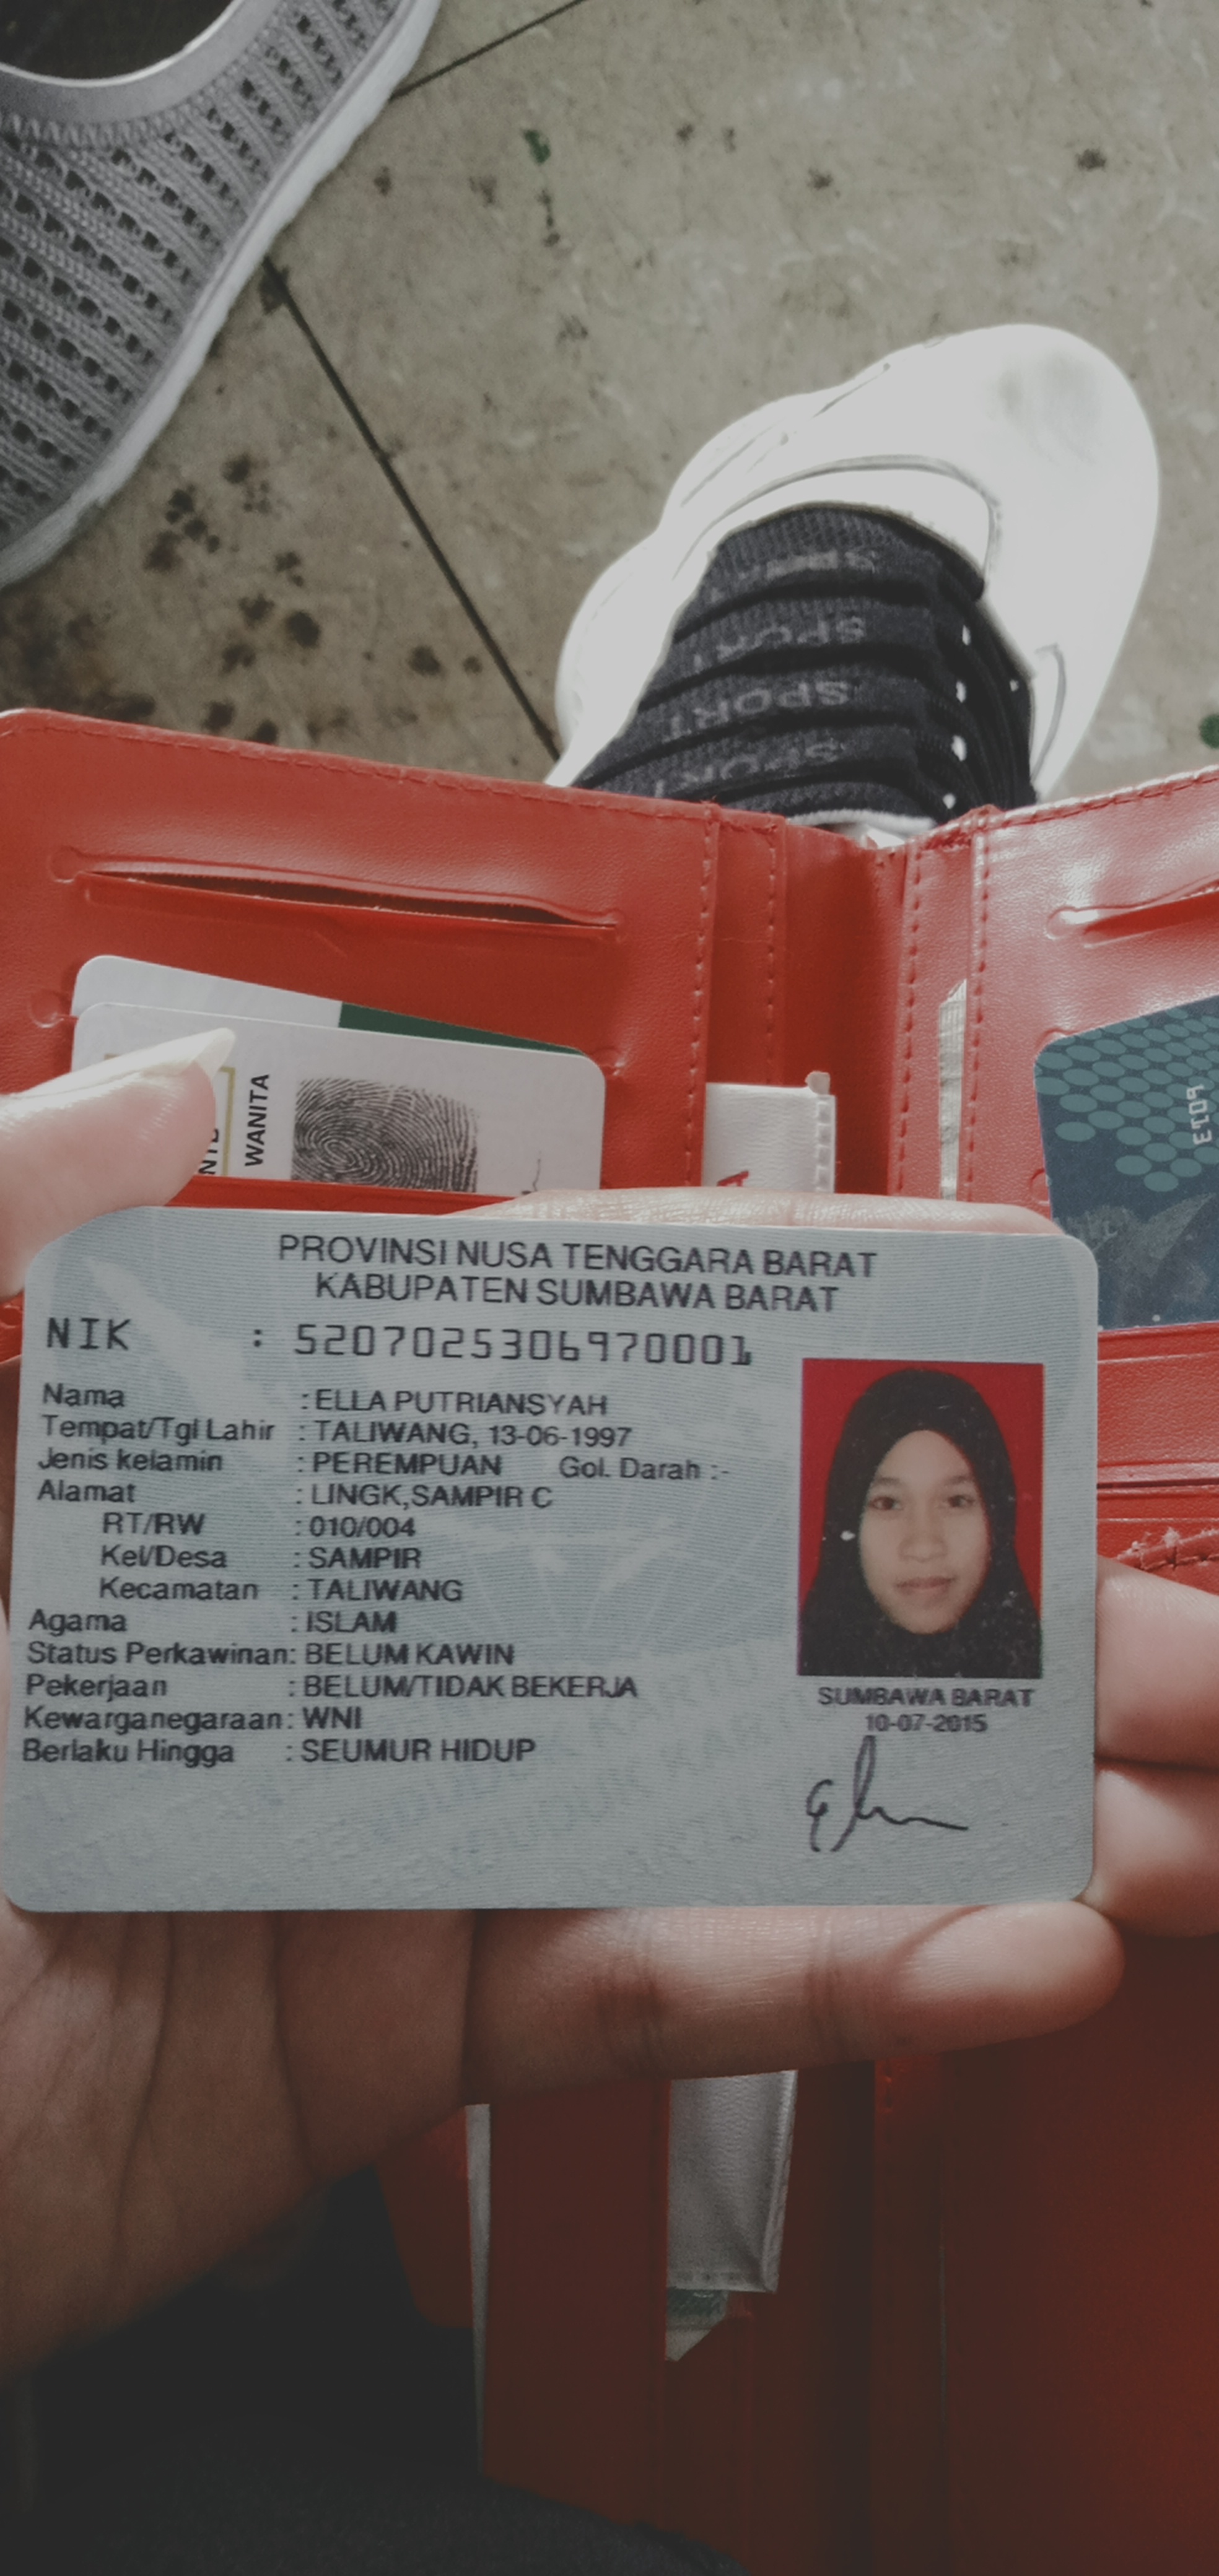 SPORT
SPORT
SPORT
WANITA
PROVINSI NUSA TENGGARA BARAT
KABUPATEN SUMBAWA BARAT
NIK : 5207025306970001
Nama : ELLA PUTRIANSYAH
Tempat/Tgl Lahir : TALIWANG, 13-06-1997
Jenis kelamin : PEREMPUAN Gol. Darah :-
Alamat : LINGK,SAMPIR C
RT/RW : 010/004
Kel/Desa : SAMPIR
Kecamatan : TALIWANG
Agama : ISLAM
Status Perkawinan: BELUM KAWIN
Pekerjaan : BELUM/TIDAK BEKERJA
Kewarganegaraan: WNI
Berlaku Hingga : SEUMUR HIDUP
SUMBAWA BARAT
10-07-2015